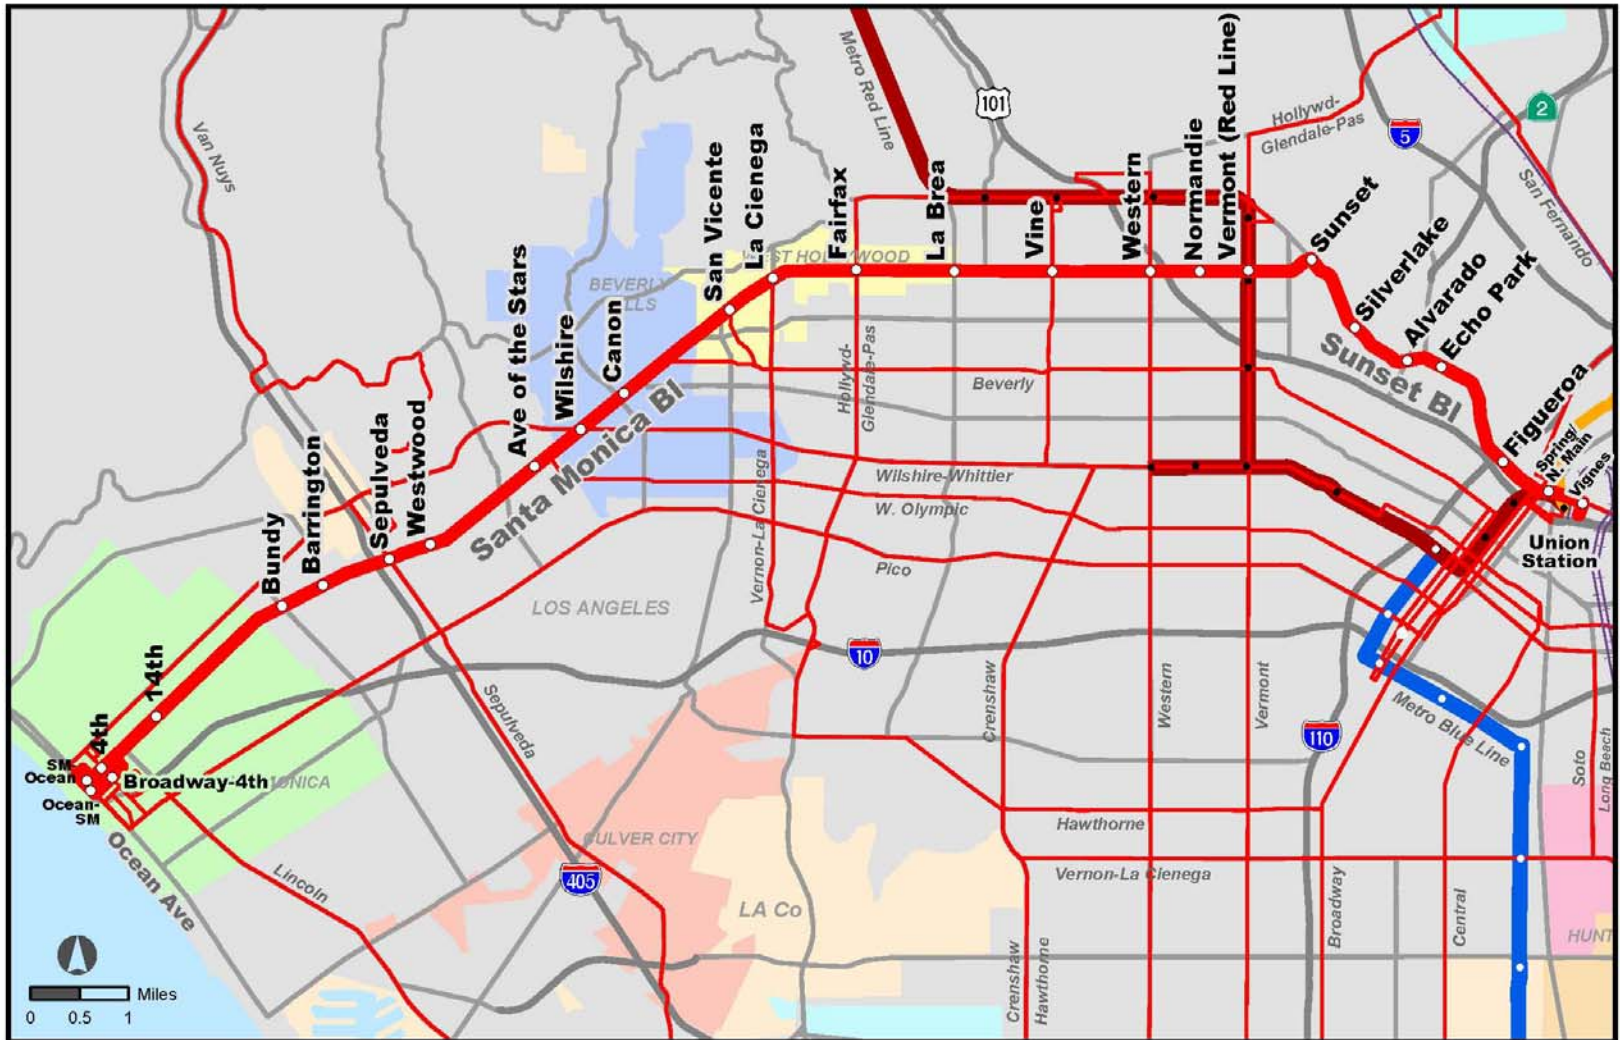 Metro Red Line
101
Hollywd-
Glendale-Pas
5
2
San Fernando
Van Nuys
Ave of the Stars
Wilshire
Canon
San Vicente
La Cienega
Fairfax
La Brea
Vine
Western
Normandie
Vermont (Red Line)
Sunset
Silverlake
Alvarado
Echo Park
Figueroa
Spring/
N. Main
Vignes
Union
Station
WEST HOLLYWOOD
BEVERLY
HILLS
Hollywd-
Glendale-Pas
Beverly
Sunset Bl
Santa Monica Bl
Wilshire-Whittier
W. Olympic
Pico
Vernon-La Cienega
Bundy
Barrington
Sepulveda
Westwood
LOS ANGELES
14th
4th
SM-
Ocean
Broadway-4th
Ocean-
SM
MONICA
Ocean Ave
Lincoln
Sepulveda
10
405
110
CULVER CITY
LA Co
Crenshaw
Western
Vermont
Metro Blue Line
Soto
Long Beach
Hawthorne
Vernon-La Cienega
Crenshaw
Hawthorne
Broadway
Central
HUNT
Miles
0 0.5 1